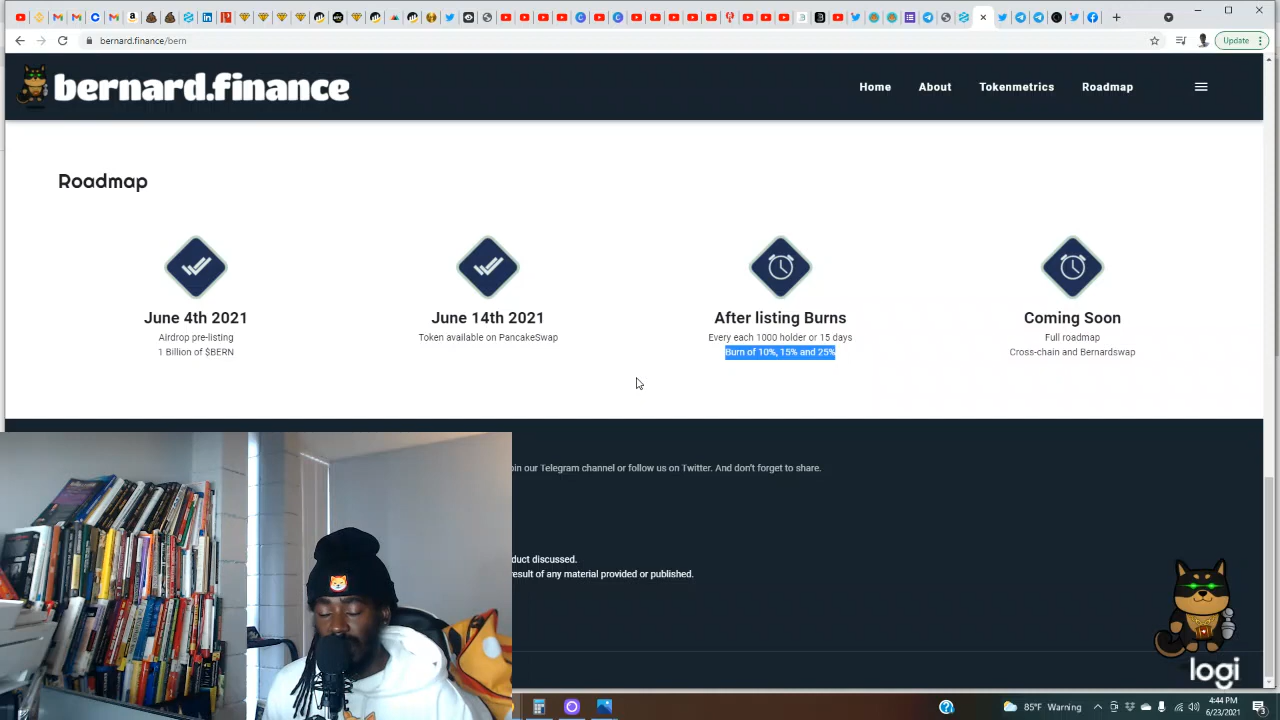 bernard.finance/bern
Update
bernard.finance
Home
About
Tokenmetrics
Roadmap
Roadmap
June 4th 2021
Airdrop pre-listing
1 Billion of $BERN
June 14th 2021
Token available on PancakeSwap
After listing Burns
Every each 1000 holder or 15 days
Burn of 10%, 15% and 25%
Coming Soon
Full roadmap
Cross-chain and Bernardswap
oin our Telegram channel or follow us on Twitter. And don't forget to share.
duct discussed.
esult of any material provided or published.
logi
85°F Warning
4:44 PM
6/23/2021